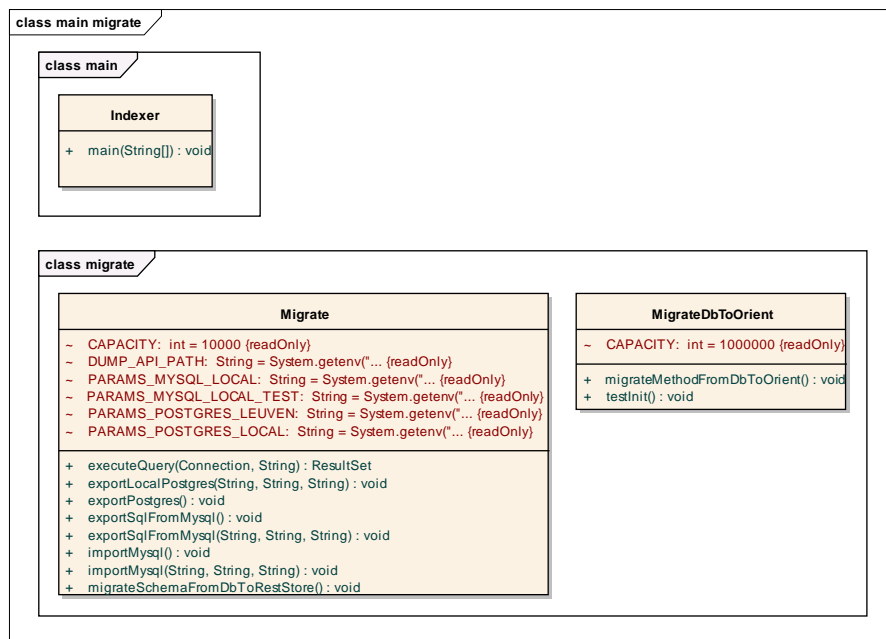 class main migrate
class main
Indexer
+ main(String[]) : void
class migrate
Migrate
~ CAPACITY: int = 10000 {readOnly}
~ DUMP_API_PATH: String = System.getenv("... {readOnly}
~ PARAMS_MYSQL_LOCAL: String = System.getenv("... {readOnly}
~ PARAMS_MYSQL_LOCAL_TEST: String = System.getenv("... {readOnly}
~ PARAMS_POSTGRES_LEUVEN: String = System.getenv("... {readOnly}
~ PARAMS_POSTGRES_LOCAL: String = System.getenv("... {readOnly}
+ executeQuery(Connection, String) : ResultSet
+ exportLocalPostgres(String, String, String) : void
+ exportPostgres() : void
+ exportSqlFromMysql() : void
+ exportSqlFromMysql(String, String, String) : void
+ importMysql() : void
+ importMysql(String, String, String) : void
+ migrateSchemaFromDbToRestStore() : void
MigrateDbToOrient
~ CAPACITY: int = 1000000 {readOnly}
+ migrateMethodFromDbToOrient() : void
+ testInit() : void